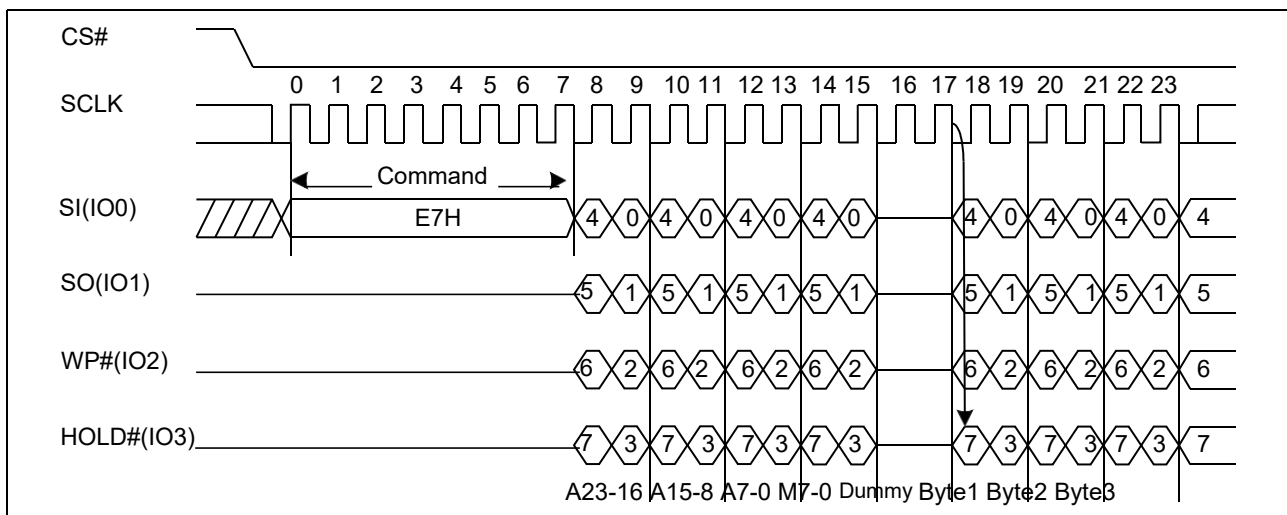 CS#
0 1 2 3 4 5 6 7 8 9 10 11 12 13 14 15 16 17 18 19 20 21 22 23
SCLK
Command
SI(IO0) E7H 4 0 4 0 4 0 4 0 4 0 4 0 4 0 4
SO(IO1) 5 1 5 1 5 1 5 1 5 1 5 1 5 1 5
WP#(IO2) 6 2 6 2 6 2 6 2 6 2 6 2 6 2 6
HOLD#(IO3) 7 3 7 3 7 3 7 3 7 3 7 3 7 3 7
A23-16 A15-8 A7-0 M7-0 Dummy Byte1 Byte2 Byte3